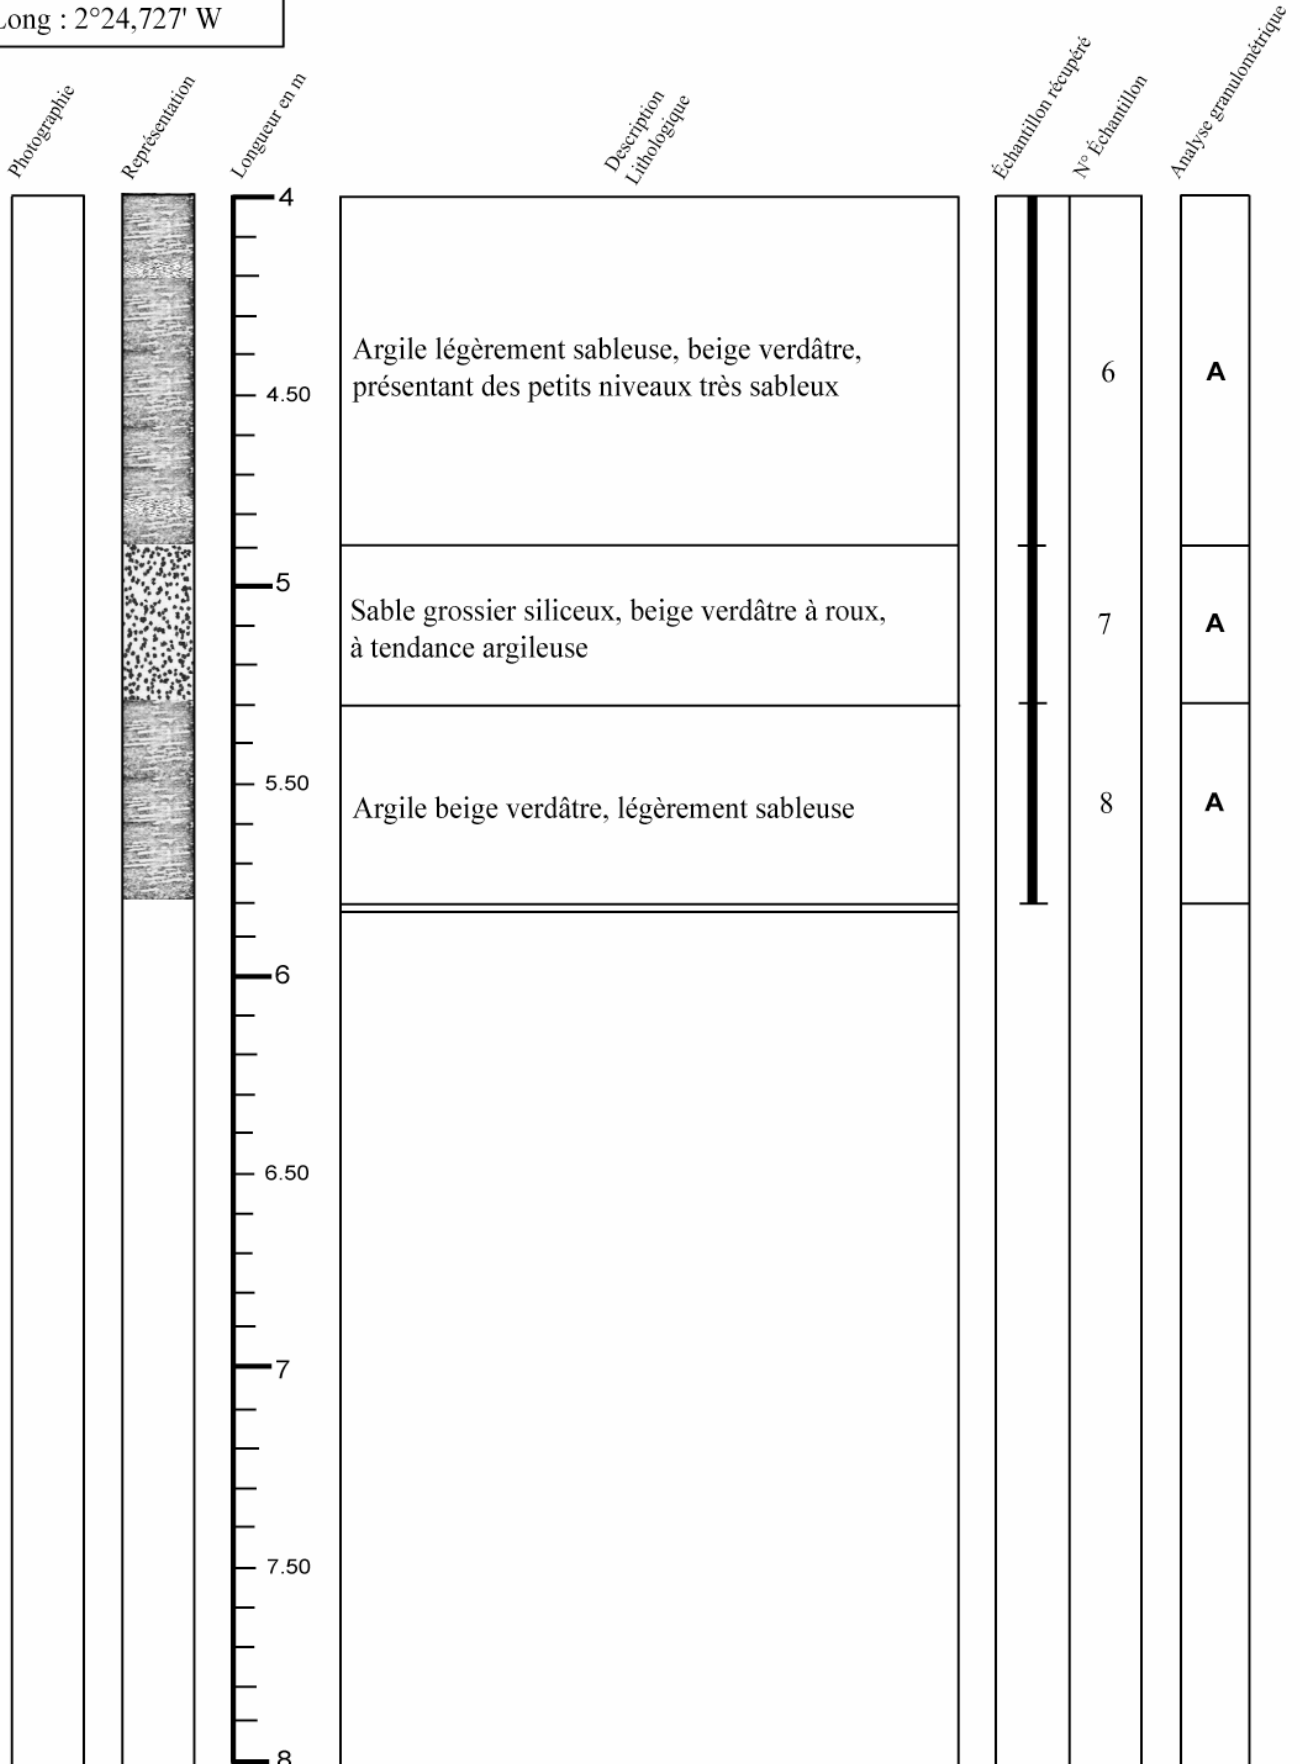 Long : 2°24,727' W
Photographie
Représentation
Longueur en m
Description
Lithologique
Échantillon récupéré
N° Échantillon
Analyse granulométrique
4
Argile légèrement sableuse, beige verdâtre,
présentant des petits niveaux très sableux
6
A
4.50
5
Sable grossier siliceux, beige verdâtre à roux,
à tendance argileuse
7
A
5.50
Argile beige verdâtre, légèrement sableuse
8
A
6
6.50
7
7.50
8